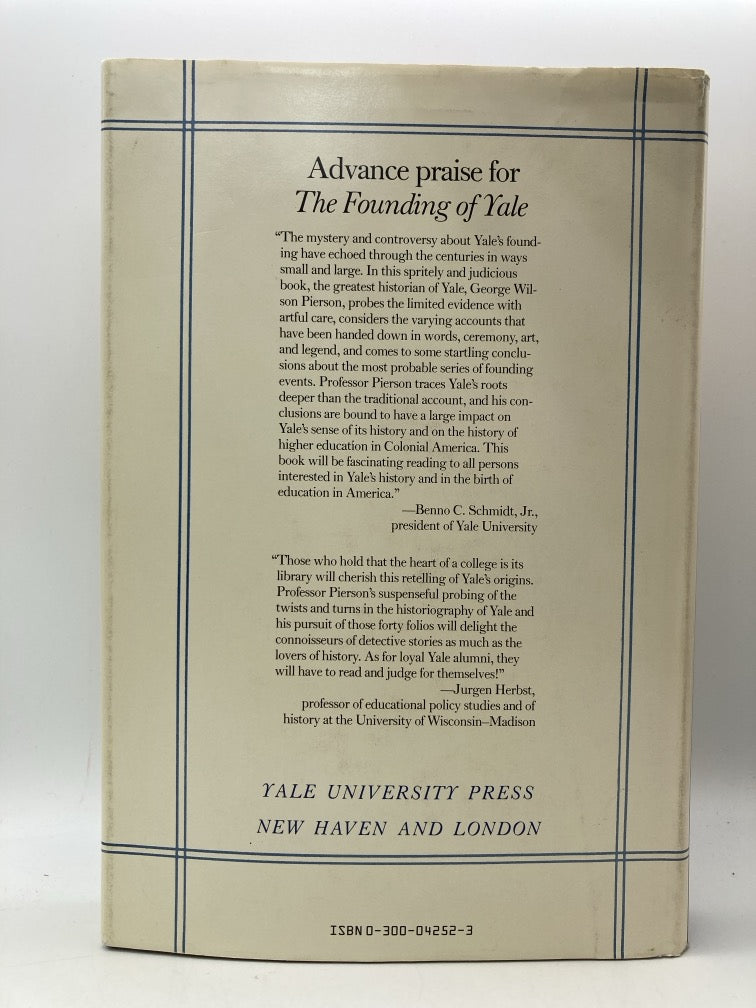 Advance praise for
The Founding of Yale
“The mystery and controversy about Yale’s found-
ing have echoed through the centuries in ways
small and large. In this spritely and judicious
book, the greatest historian of Yale, George Wil-
son Pierson, probes the limited evidence with
artful care, considers the varying accounts that
have been handed down in words, ceremony, art,
and legend, and comes to some startling conclu-
sions about the most probable series of founding
events. Professor Pierson traces Yale’s roots
deeper than the traditional account, and his con-
clusions are bound to have a large impact on
Yale’s sense of its history and on the history of
higher education in Colonial America. This
book will be fascinating reading to all persons
interested in Yale’s history and in the birth of
education in America.”
—Benno C. Schmidt, Jr.,
president of Yale University
“Those who hold that the heart of a college is its
library will cherish this retelling of Yale’s origins.
Professor Pierson’s suspenseful probing of the
twists and turns in the historiography of Yale and
his pursuit of those forty folios will delight the
connoisseurs of detective stories as much as the
lovers of history. As for loyal Yale alumni, they
will have to read and judge for themselves!”
—Jurgen Herbst,
professor of educational policy studies and of
history at the University of Wisconsin–Madison
YALE UNIVERSITY PRESS
NEW HAVEN AND LONDON
ISBN 0-300-04252-3